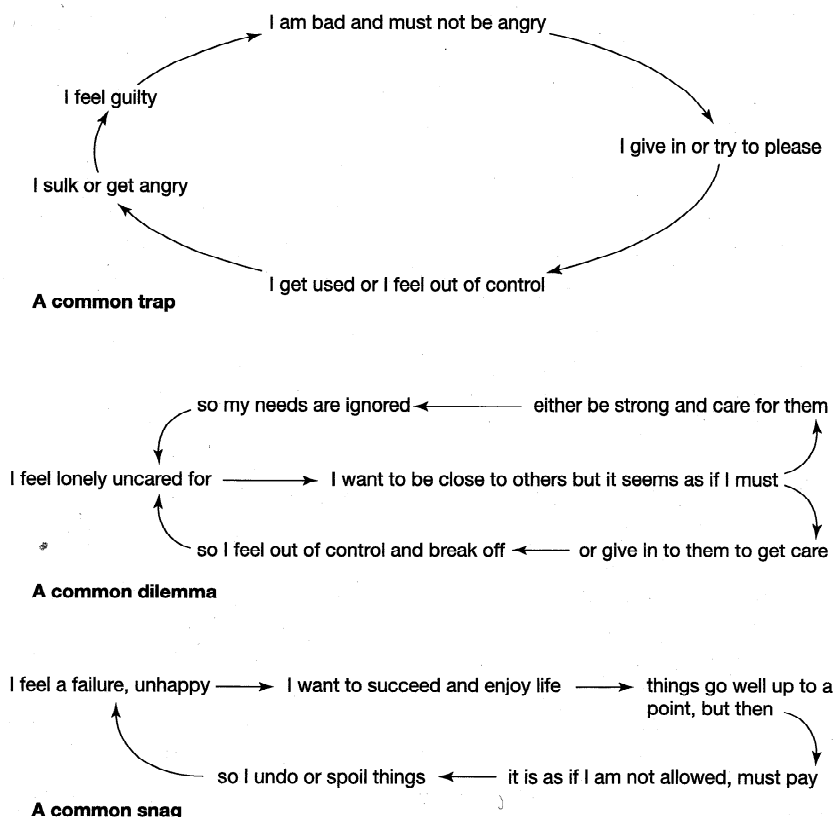 I am bad and must not be angry
I feel guilty
I give in or try to please
I sulk or get angry
I get used or I feel out of control
A common trap
so my needs are ignored
either be strong and care for them
I feel lonely uncared for
I want to be close to others but it seems as if I must
so I feel out of control and break off
or give in to them to get care
A common dilemma
I feel a failure, unhappy
I want to succeed and enjoy life
things go well up to a
point, but then
so I undo or spoil things
it is as if I am not allowed, must pay
A common snag